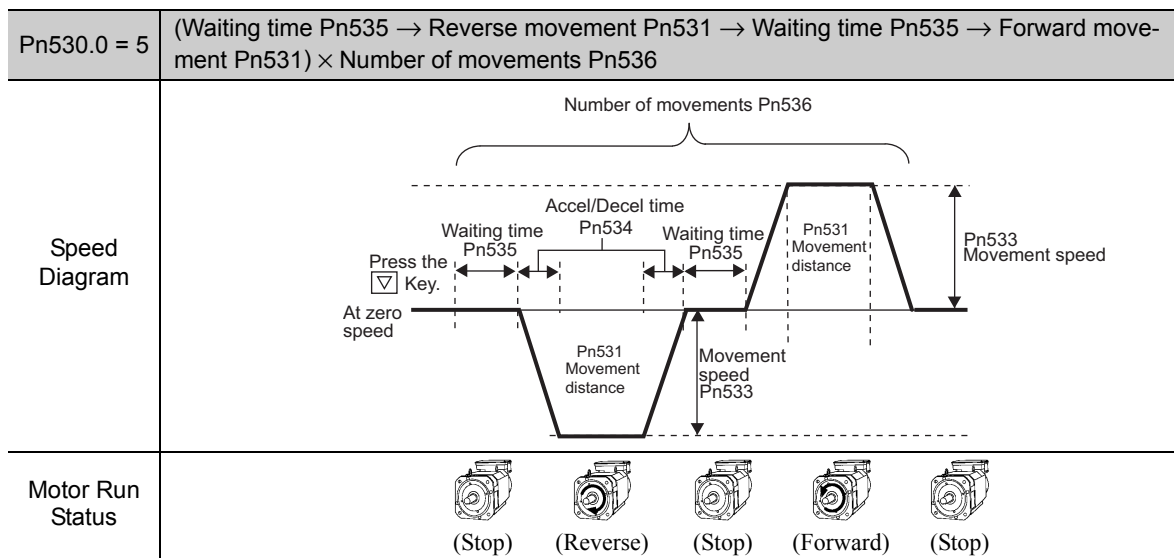 Pn530.0 = 5
(Waiting time Pn535 → Reverse movement Pn531 → Waiting time Pn535 → Forward move-
ment Pn531) × Number of movements Pn536
Speed
Diagram
Number of movements Pn536
Accel/Decel time
Pn534
Waiting time
Pn535
Waiting time
Pn535
Press the
▽ Key.
At zero
speed
Pn531
Movement
distance
Movement
speed
Pn533
Pn531
Movement
distance
Pn533
Movement speed
Motor Run
Status
(Stop)
(Reverse)
(Stop)
(Forward)
(Stop)